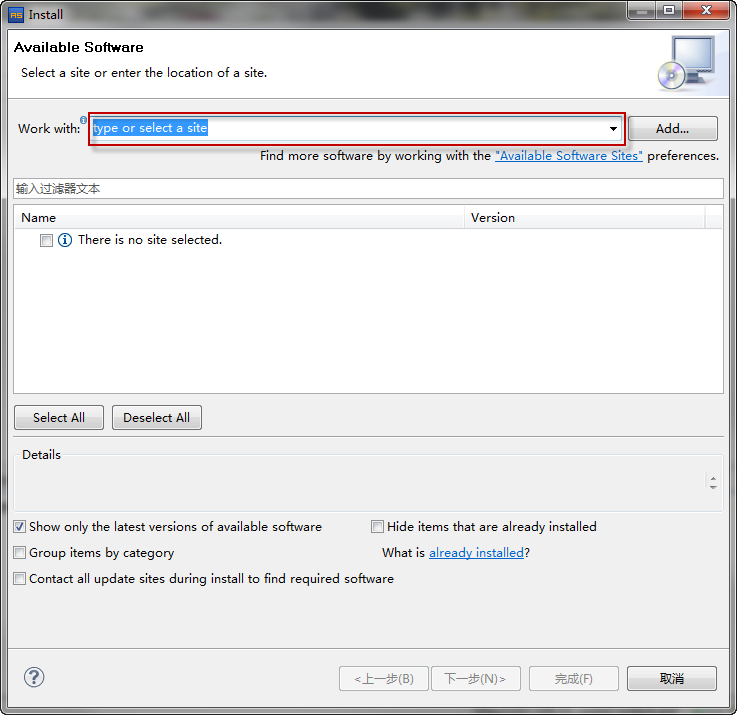 Install
Available Software
Select a site or enter the location of a site.
Work with: type or select a site Add...
Find more software by working with the "Available Software Sites" preferences.
输入过滤器文本
Name Version
There is no site selected.
Select All Deselect All
Details
Show only the latest versions of available software Hide items that are already installed
Group items by category What is already installed?
Contact all update sites during install to find required software
<上一步(B) 下一步(N)> 完成(F) 取消